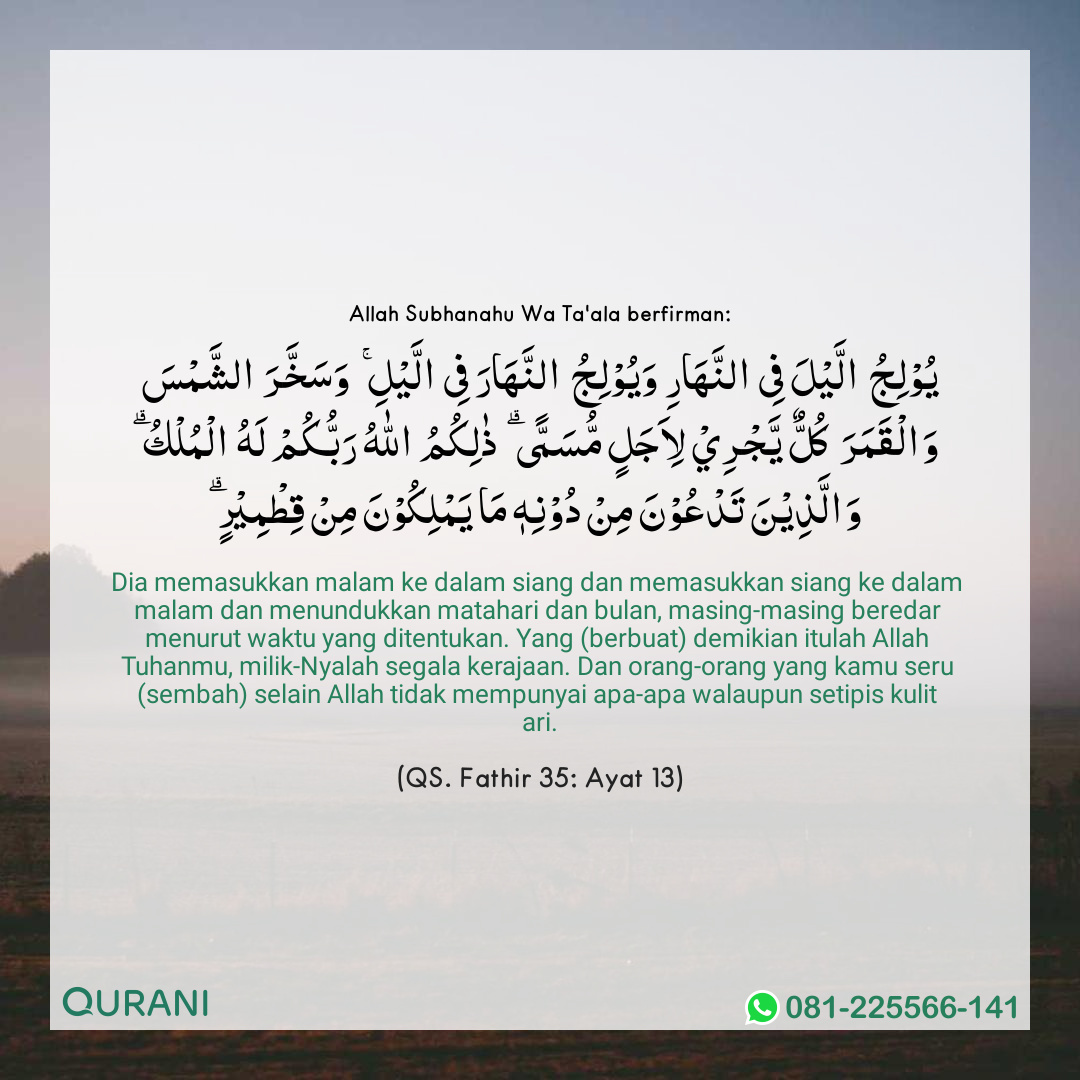 Allah Subhanahu Wa Ta'ala berfirman:
يُوْلِجُ الَّيْلَ فِى النَّهَارِ وَيُوْلِجُ النَّهَارَ فِى الَّيْلِ ۚ وَسَخَّرَ الشَّمْسَ
وَالْقَمَرَ كُلٌّ يَّجْرِيْ لِاَجَلٍ مُّسَمًّى ۗ ذٰلِكُمُ اللّٰهُ رَبُّكُمْ لَهُ الْمُلْكُ ۗ
وَالَّذِيْنَ تَدْعُوْنَ مِنْ دُوْنِهٖ مَا يَمْلِكُوْنَ مِنْ قِطْمِيْرٍ ۗ
Dia memasukkan malam ke dalam siang dan memasukkan siang ke dalam
malam dan menundukkan matahari dan bulan, masing-masing beredar
menurut waktu yang ditentukan. Yang (berbuat) demikian itulah Allah
Tuhanmu, milik-Nyalah segala kerajaan. Dan orang-orang yang kamu seru
(sembah) selain Allah tidak mempunyai apa-apa walaupun setipis kulit
ari.
(QS. Fathir 35: Ayat 13)
QURANI
081-225566-141